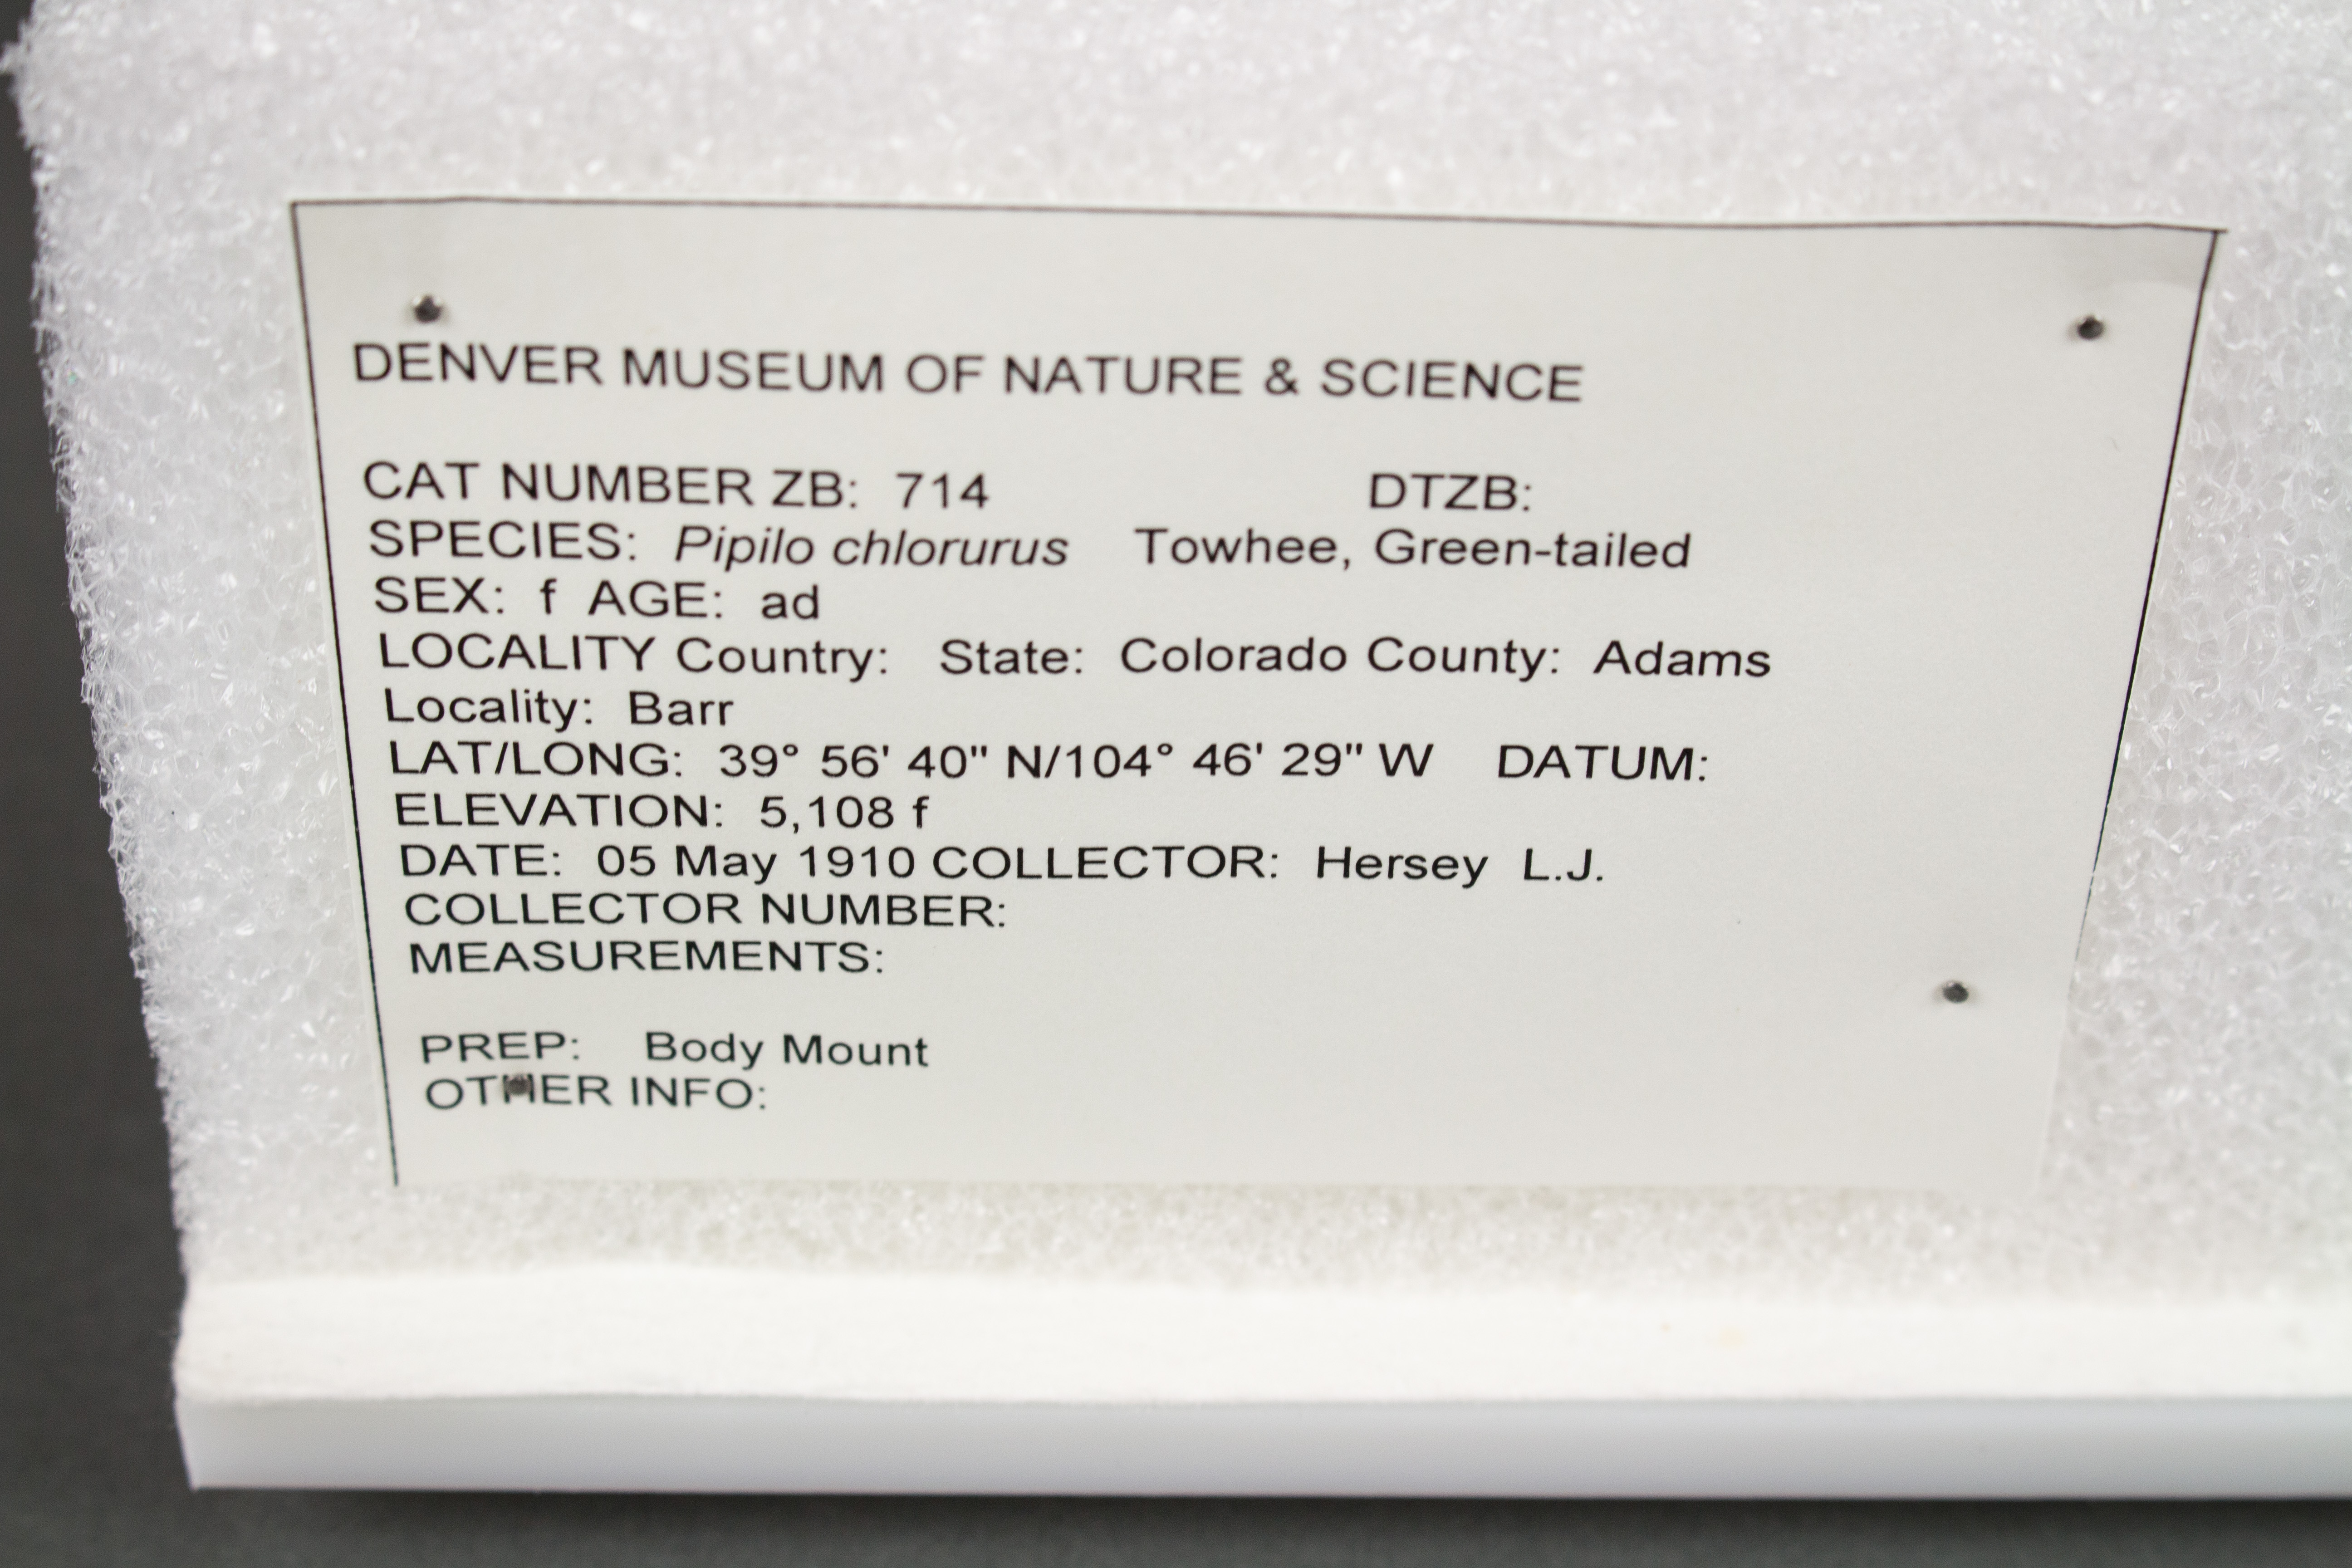 DENVER MUSEUM OF NATURE & SCIENCE
CAT NUMBER ZB: 714 DTZB:
SPECIES: Pipilo chlorurus Towhee, Green-tailed
SEX: f AGE: ad
LOCALITY Country: State: Colorado County: Adams
Locality: Barr
LAT/LONG: 39° 56' 40" N/104° 46' 29" W DATUM:
ELEVATION: 5,108 f
DATE: 05 May 1910 COLLECTOR: Hersey L.J.
COLLECTOR NUMBER:
MEASUREMENTS:
PREP: Body Mount
OTHER INFO: